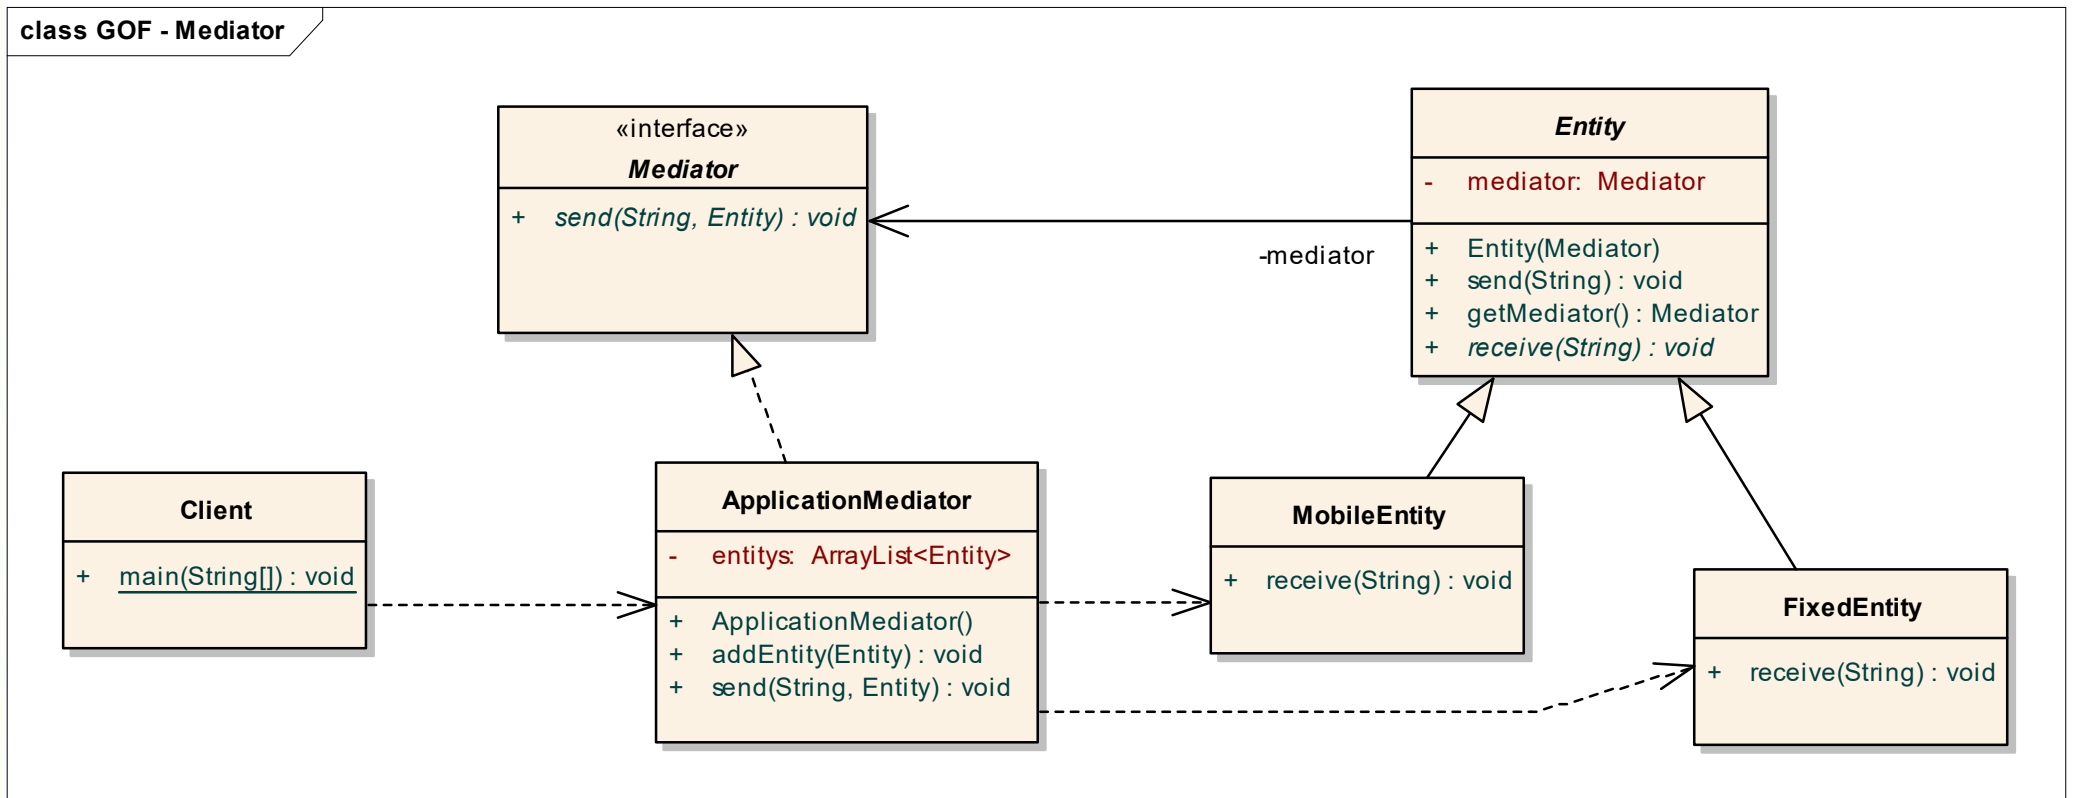 class GOF - Mediator
«interface»
Mediator
+ send(String, Entity) : void
Entity
- mediator: Mediator
+ Entity(Mediator)
+ send(String) : void
+ getMediator() : Mediator
+ receive(String) : void
-mediator
Client
+ main(String[]) : void
ApplicationMediator
- entitys: ArrayList<Entity>
+ ApplicationMediator()
+ addEntity(Entity) : void
+ send(String, Entity) : void
MobileEntity
+ receive(String) : void
FixedEntity
+ receive(String) : void